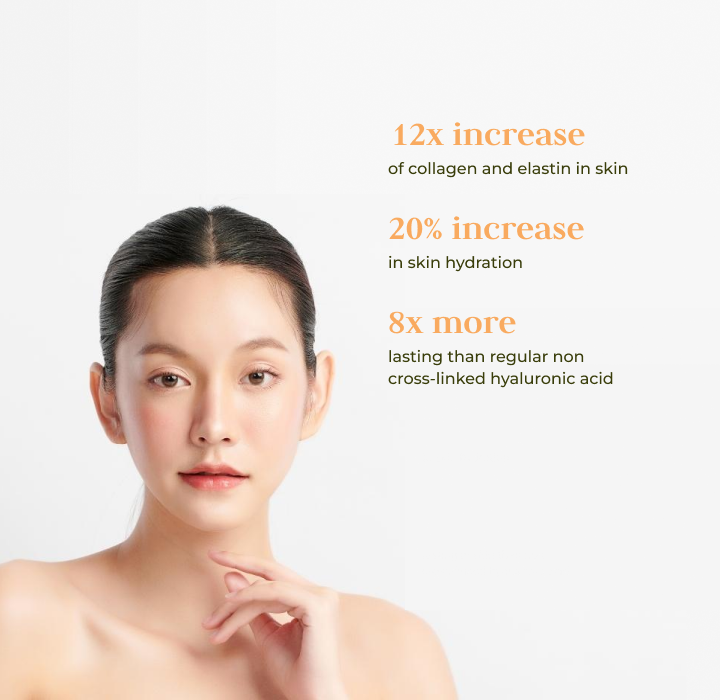 12x increase
of collagen and elastin in skin
20% increase
in skin hydration
8x more
lasting than regular non
cross-linked hyaluronic acid